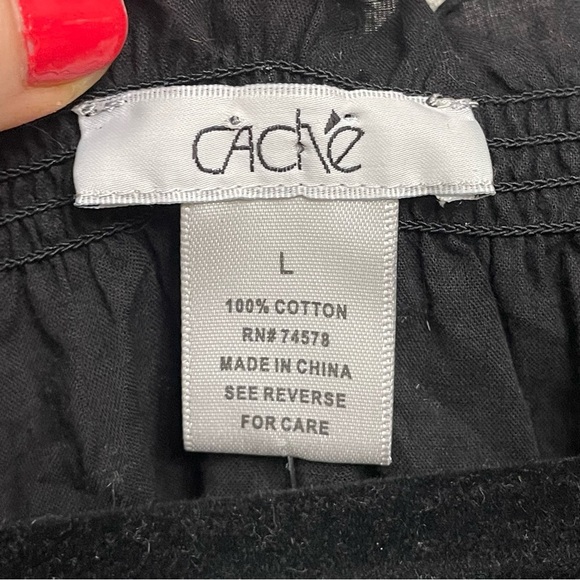 caché
L
100% COTTON
RN# 74578
MADE IN CHINA
SEE REVERSE
FOR CARE